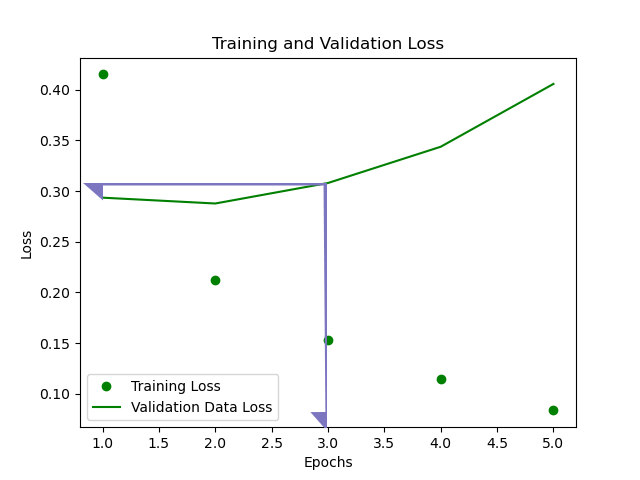 Training and Validation Loss
0.40
0.35
0.30
0.25
0.20
0.15
0.10
Loss
Training Loss
Validation Data Loss
1.0 1.5 2.0 2.5 3.0 3.5 4.0 4.5 5.0
Epochs